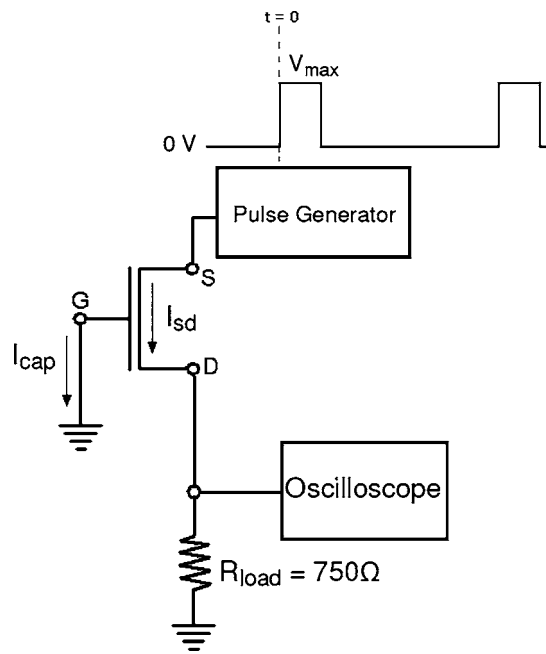 t = 0
Vmax
0 V
Pulse Generator
S
G
Isd
Icap
D
Oscilloscope
Rload = 750Ω